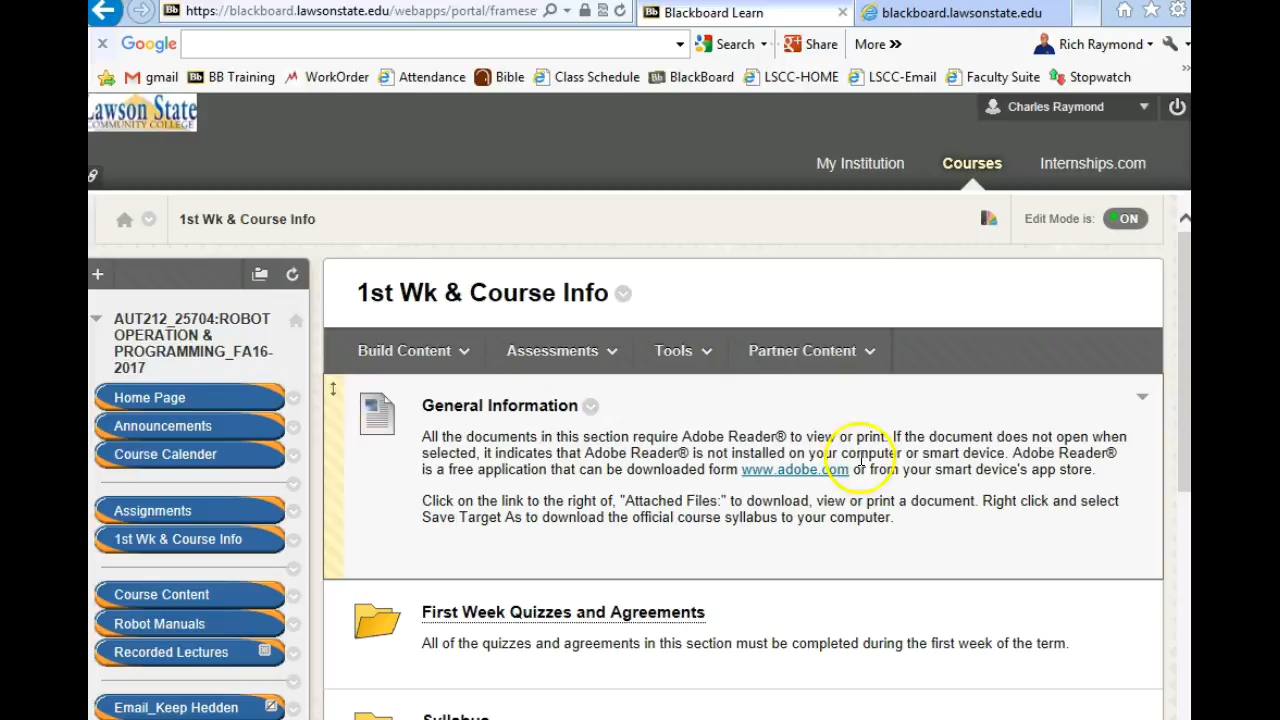 https://blackboard.lawsonstate.edu/webapps/portal/framese
Bb Blackboard Learn
blackboard.lawsonstate.edu
Google
Search
Share
More »
Rich Raymond
gmail
Bb BB Training
WorkOrder
Attendance
Bible
Class Schedule
Bb BlackBoard
LSCC-HOME
LSCC-Email
Faculty Suite
Stopwatch
Lawson State
COMMUNITY COLLEGE
Charles Raymond
My Institution
Courses
Internships.com
1st Wk & Course Info
Edit Mode is:
ON
AUT212_25704:ROBOT
OPERATION &
PROGRAMMING_FA16-
2017
Home Page
Announcements
Course Calender
Assignments
1st Wk & Course Info
Course Content
Robot Manuals
Recorded Lectures
Email_Keep Hedden
1st Wk & Course Info
Build Content
Assessments
Tools
Partner Content
General Information
All the documents in this section require Adobe Reader® to view or print. If the document does not open when
selected, it indicates that Adobe Reader® is not installed on your computer or smart device. Adobe Reader®
is a free application that can be downloaded form www.adobe.com or from your smart device's app store.
Click on the link to the right of, "Attached Files:" to download, view or print a document. Right click and select
Save Target As to download the official course syllabus to your computer.
First Week Quizzes and Agreements
All of the quizzes and agreements in this section must be completed during the first week of the term.
Syllabus